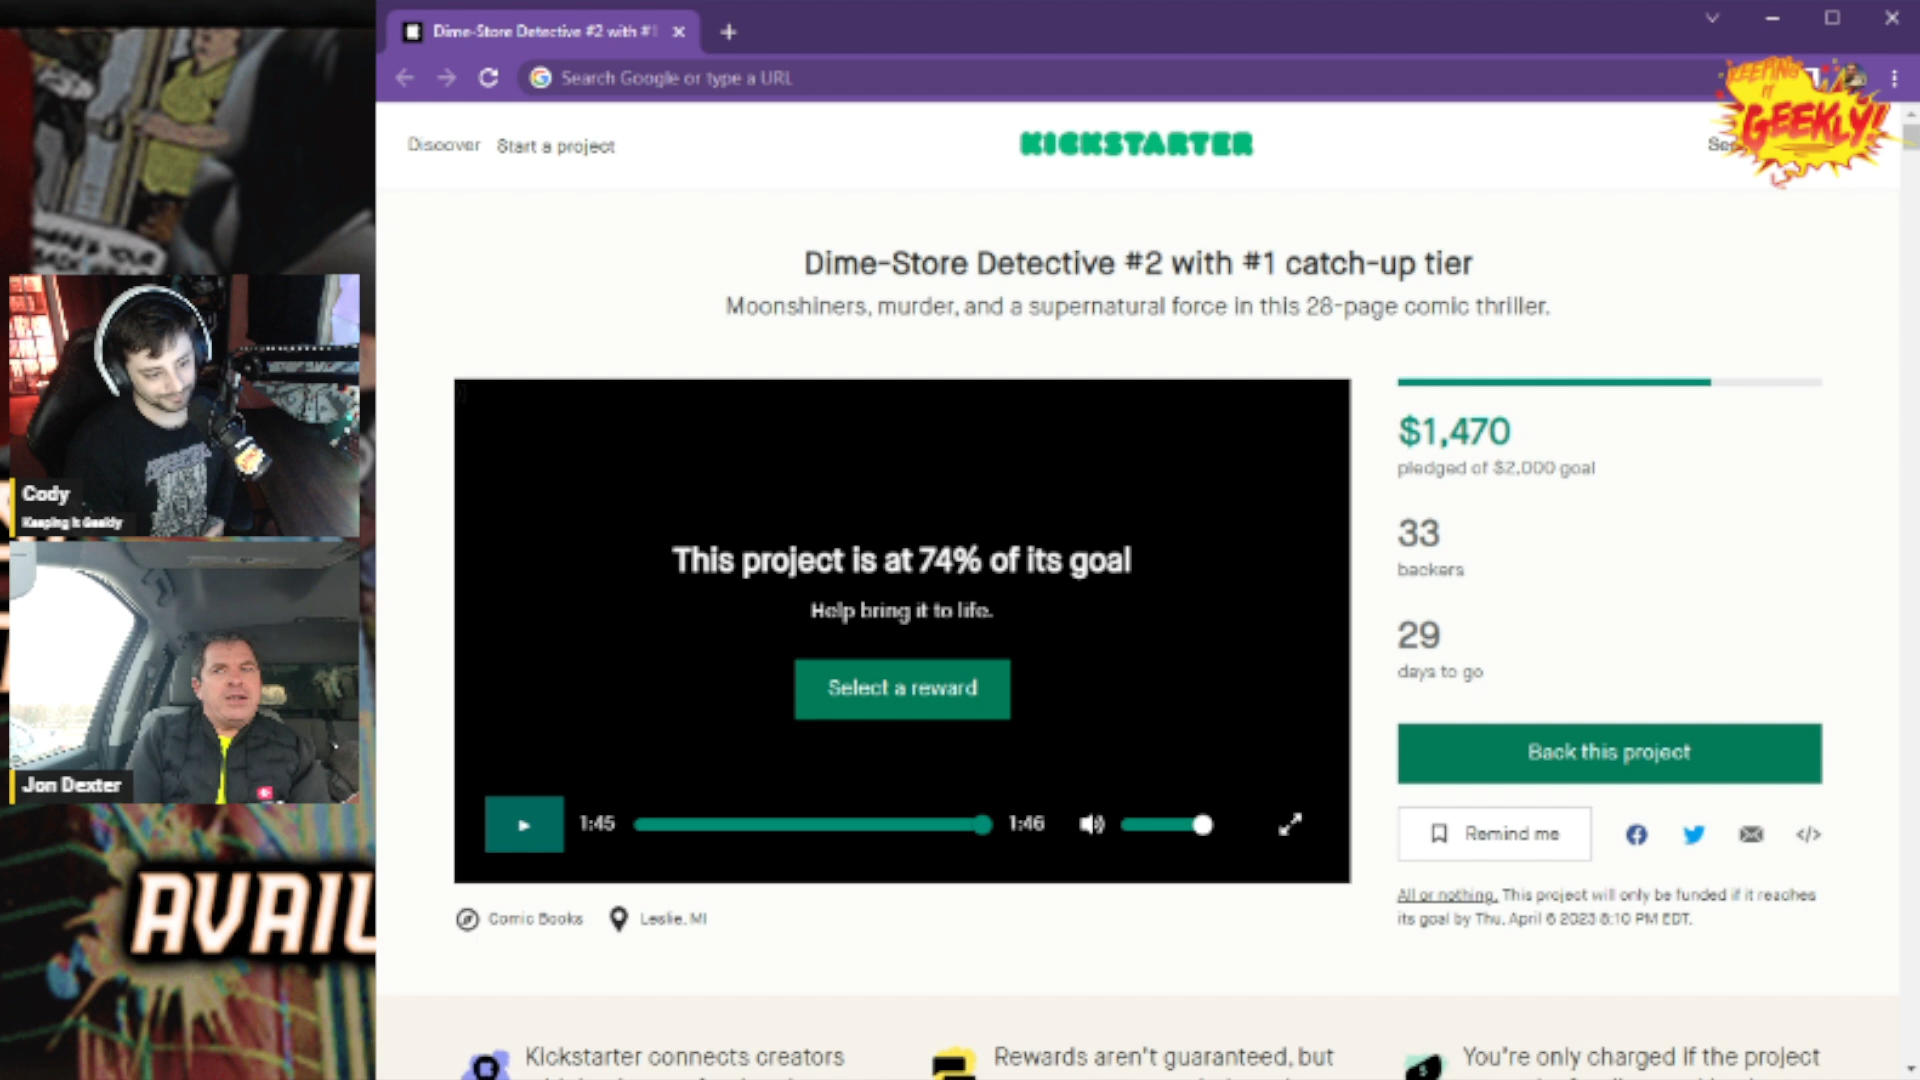 Dime-Store Detective #2 with #1
Search Google or type a URL
KEEPING
IT
GEEKLY!
Discover
Start a project
KICKSTARTER
Dime-Store Detective #2 with #1 catch-up tier
Moonshiners, murder, and a supernatural force in this 28-page comic thriller.
This project is at 74% of its goal
Help bring it to life.
Select a reward
1:45
1:46
$1,470
pledged of $2,000 goal
33
backers
29
days to go
Back this project
Remind me
All or nothing. This project will only be funded if it reaches
its goal by Thu, April 6 2023 8:10 PM EDT.
Comic Books
Leslie, MI
Kickstarter connects creators
Rewards aren't guaranteed, but
You're only charged if the project
Cody
Keeping It Geekly
Jon Dexter
AVAIL